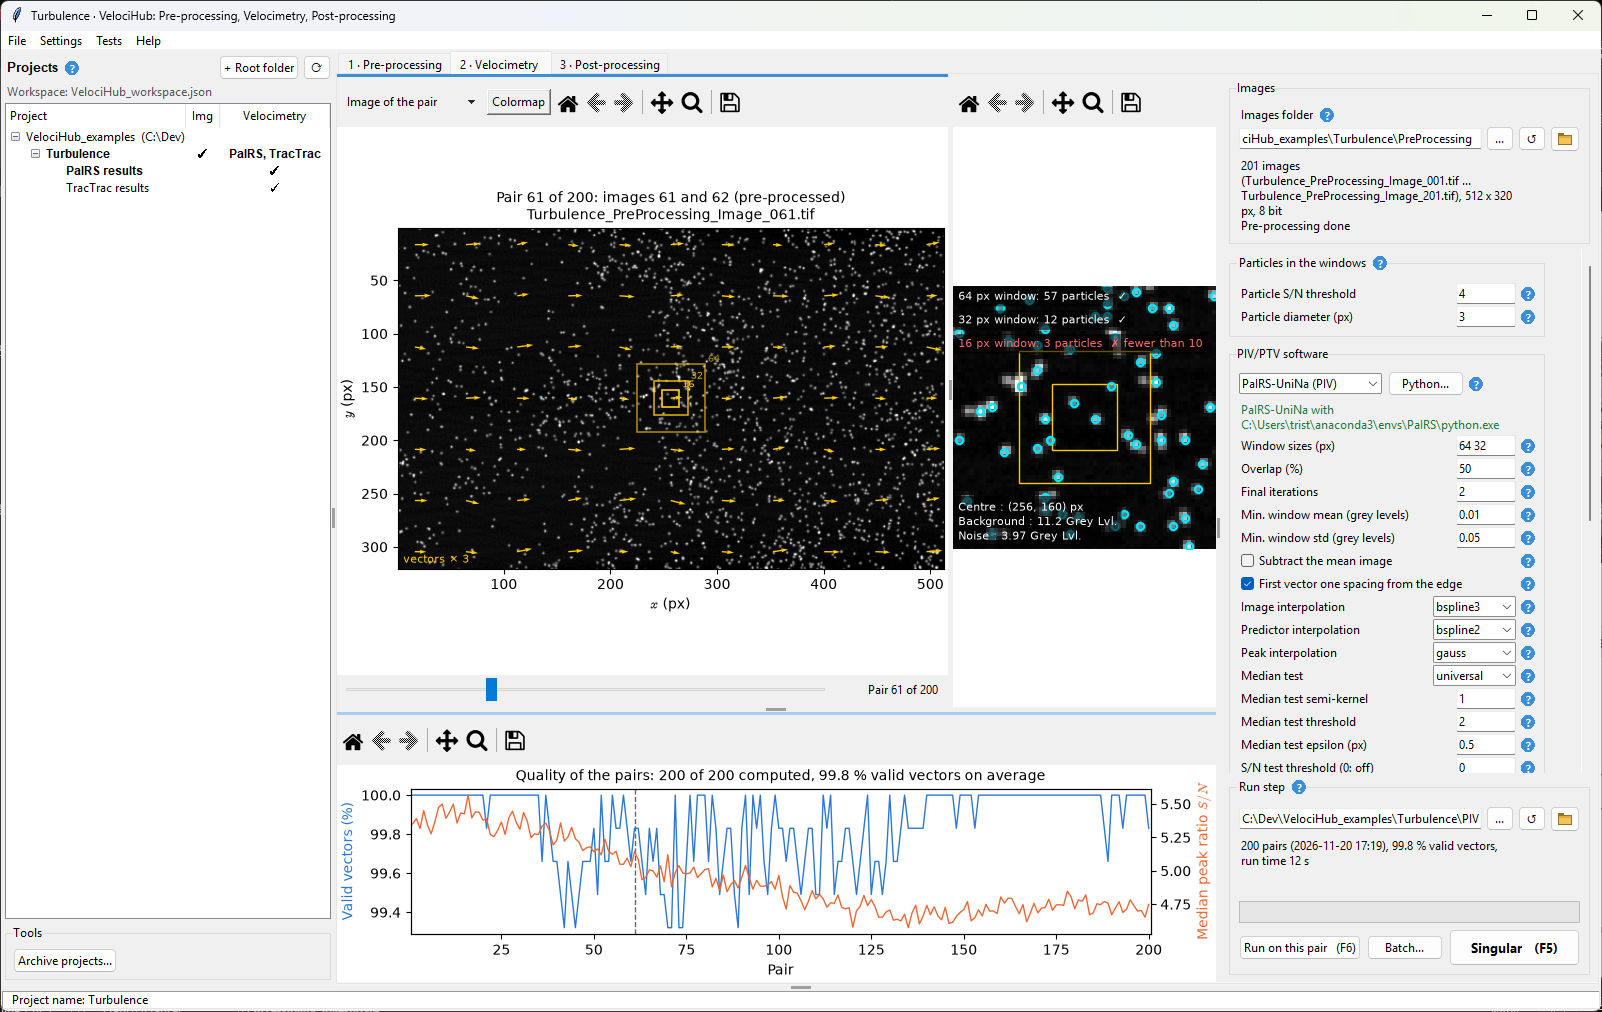 Turbulence · VelociHub: Pre-processing, Velocimetry, Post-processing
File Settings Tests Help
Projects ? + Root folder
Workspace: VelociHub_workspace.json
Project Img Velocimetry
VelociHub_examples (C:\Dev)
Turbulence ✓ PaIRS, TracTrac
PaIRS results ✓
TracTrac results ✓
Tools
Archive projects...
Project name: Turbulence
1 · Pre-processing 2 · Velocimetry 3 · Post-processing
Image of the pair Colormap
Pair 61 of 200: images 61 and 62 (pre-processed)
Turbulence_PreProcessing_Image_061.tif
50
100
150
200
250
300
y (px)
64
32
16
vectors × 3
100 200 300 400 500
x (px)
Pair 61 of 200
64 px window: 57 particles ✓
32 px window: 12 particles ✓
16 px window: 3 particles ✗ fewer than 10
Centre : (256, 160) px
Background : 11.2 Grey Lvl.
Noise : 3.97 Grey Lvl.
Quality of the pairs: 200 of 200 computed, 99.8 % valid vectors on average
Valid vectors (%)
100.0
99.8
99.6
99.4
5.50
5.25
5.00
4.75
Median peak ratio S/N
25 50 75 100 125 150 175 200
Pair
Images
Images folder ?
ciHub_examples\Turbulence\PreProcessing ...
201 images
(Turbulence_PreProcessing_Image_001.tif ...
Turbulence_PreProcessing_Image_201.tif), 512 x 320
px, 8 bit
Pre-processing done
Particles in the windows ?
Particle S/N threshold 4 ?
Particle diameter (px) 3 ?
PIV/PTV software
PaIRS-UniNa (PIV) Python... ?
PaIRS-UniNa with
C:\Users\trist\anaconda3\envs\PaIRS\python.exe
Window sizes (px) 64 32 ?
Overlap (%) 50 ?
Final iterations 2 ?
Min. window mean (grey levels) 0.01 ?
Min. window std (grey levels) 0.05 ?
Subtract the mean image ?
First vector one spacing from the edge ?
Image interpolation bspline3 ?
Predictor interpolation bspline2 ?
Peak interpolation gauss ?
Median test universal ?
Median test semi-kernel 1 ?
Median test threshold 2 ?
Median test epsilon (px) 0.5 ?
S/N test threshold (0: off) 0 ?
Run step ?
C:\Dev\VelociHub_examples\Turbulence\PIV ...
200 pairs (2026-11-20 17:19), 99.8 % valid vectors,
run time 12 s
Run on this pair (F6) Batch... Singular (F5)